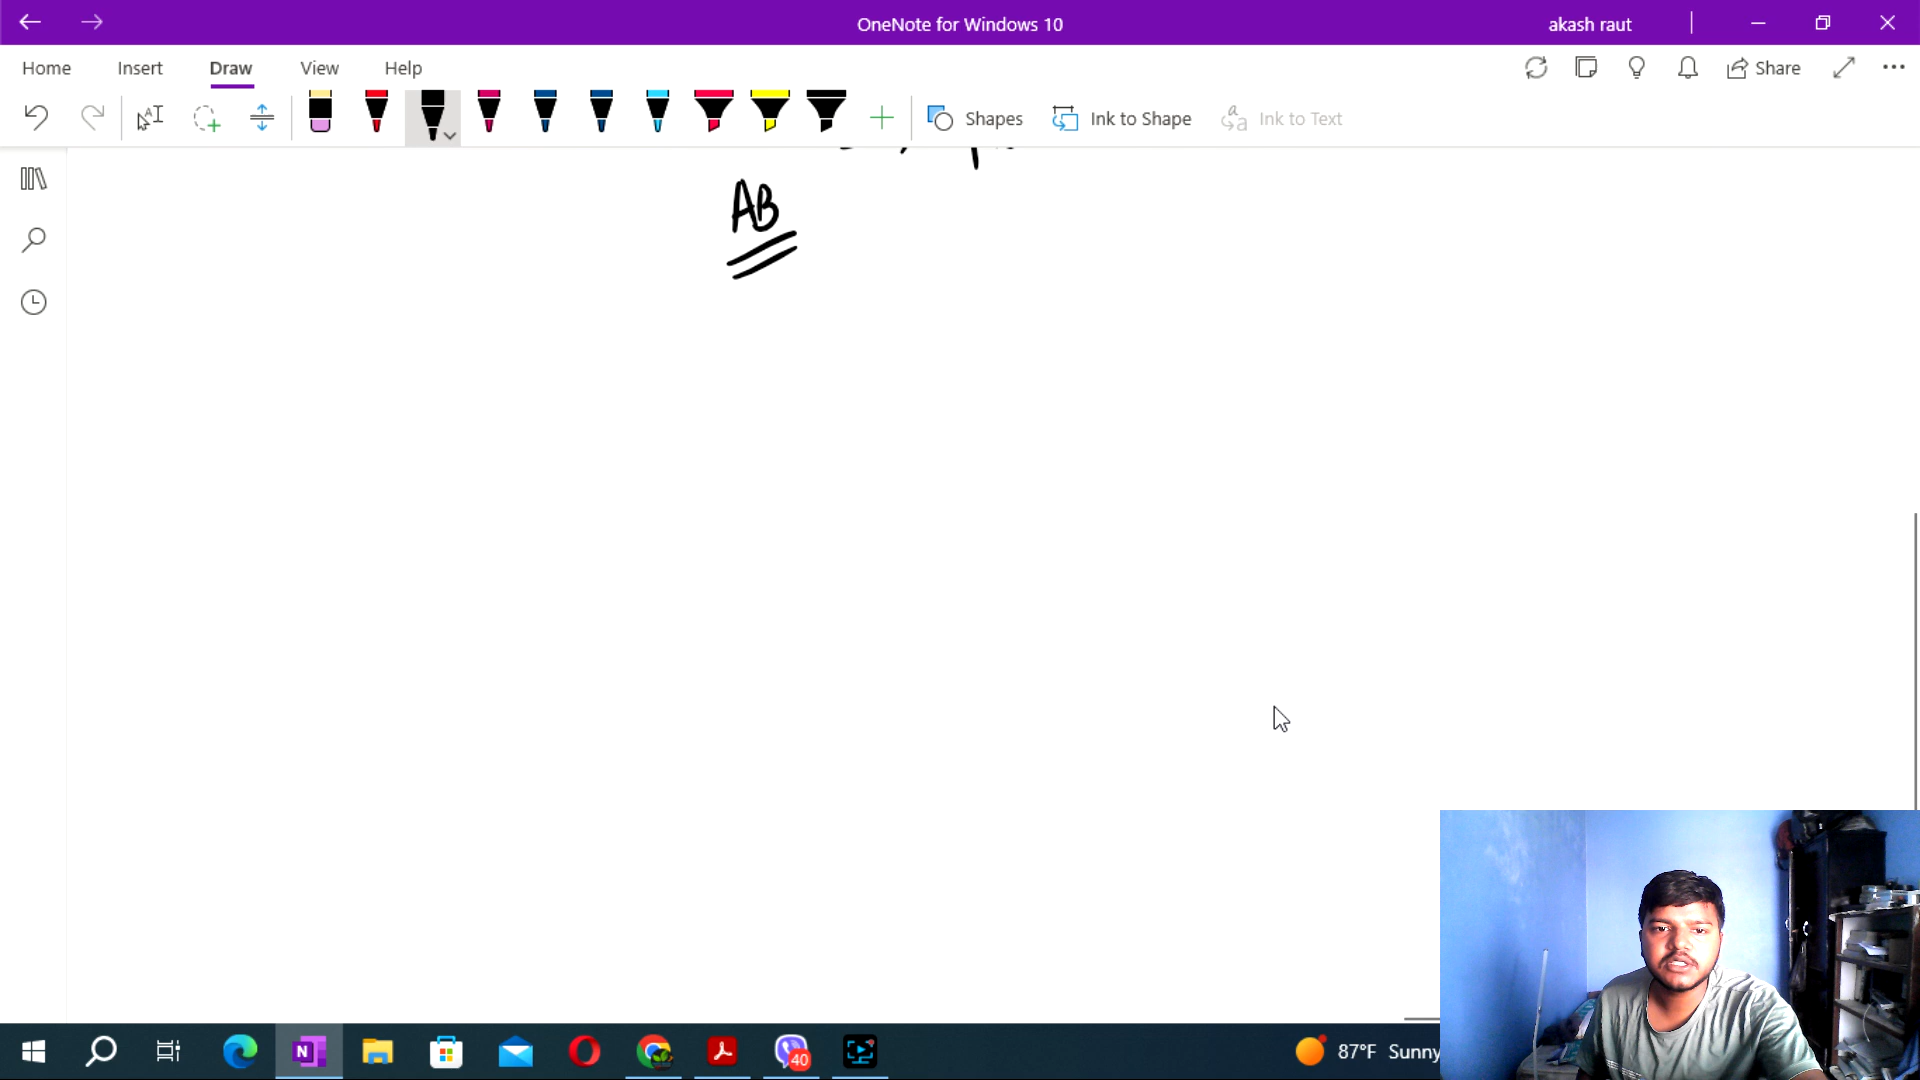 OneNote for Windows 10
akash raut
Home Insert Draw View Help
Share
Shapes Ink to Shape Ink to Text
AB
40
87°F Sunny